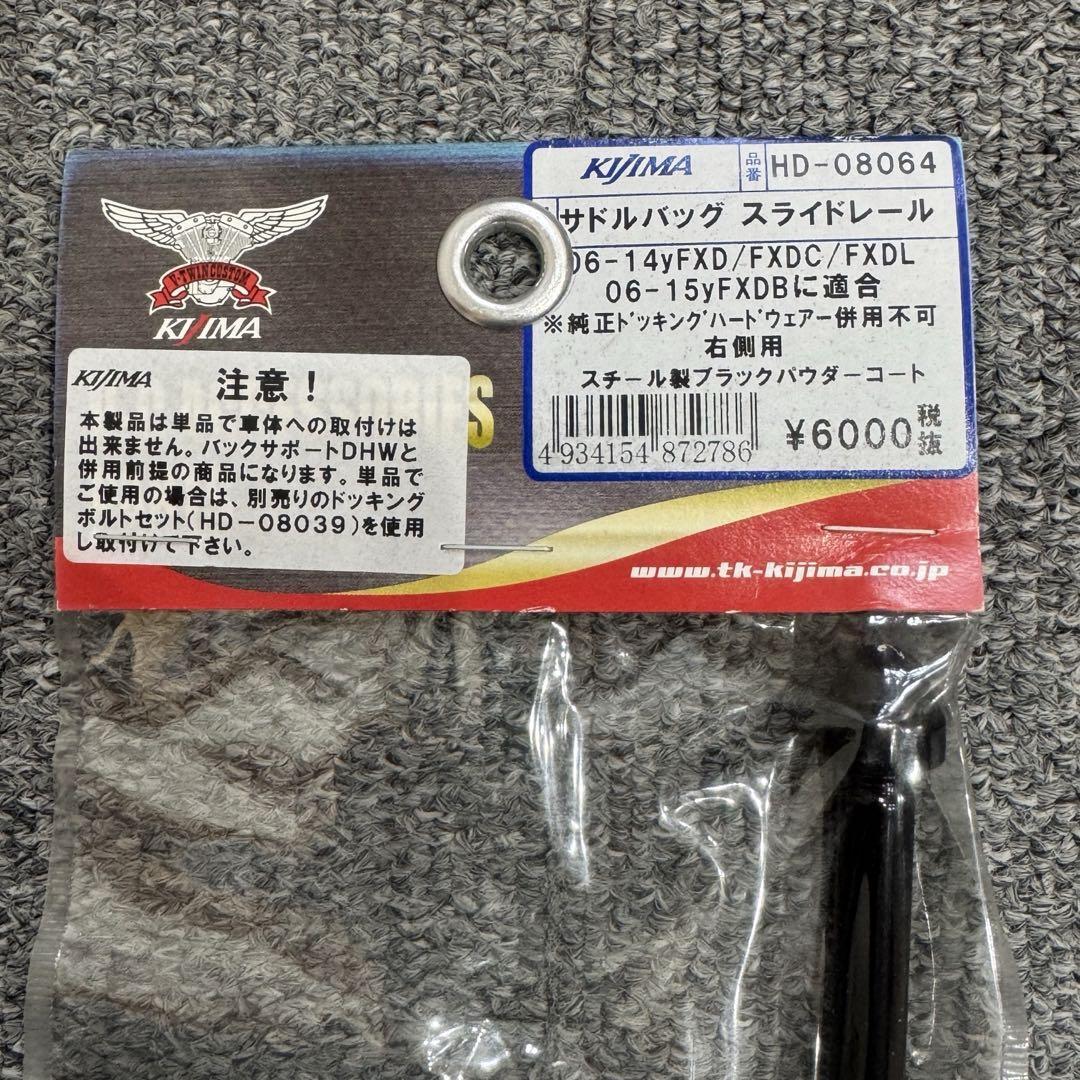 V-TWIN CUSTOM
KIJIMA
KIJIMA 品番 HD-08064
サドルバッグ スライドレール
06-14yFXD/FXDC/FXDL
06-15yFXDBに適合
※純正ドッキングハードウェアー併用不可
右側用
スチール製ブラックパウダーコート
4 934154 872786
¥6000 税抜
KIJIMA 注意!
本製品は単品で車体への取付けは
出来ません。バックサポートDHWと
併用前提の商品になります。単品で
ご使用の場合は、別売りのドッキング
ボルトセット(HD-08039)を使用
し取付けて下さい。
www.tk-kijima.co.jp